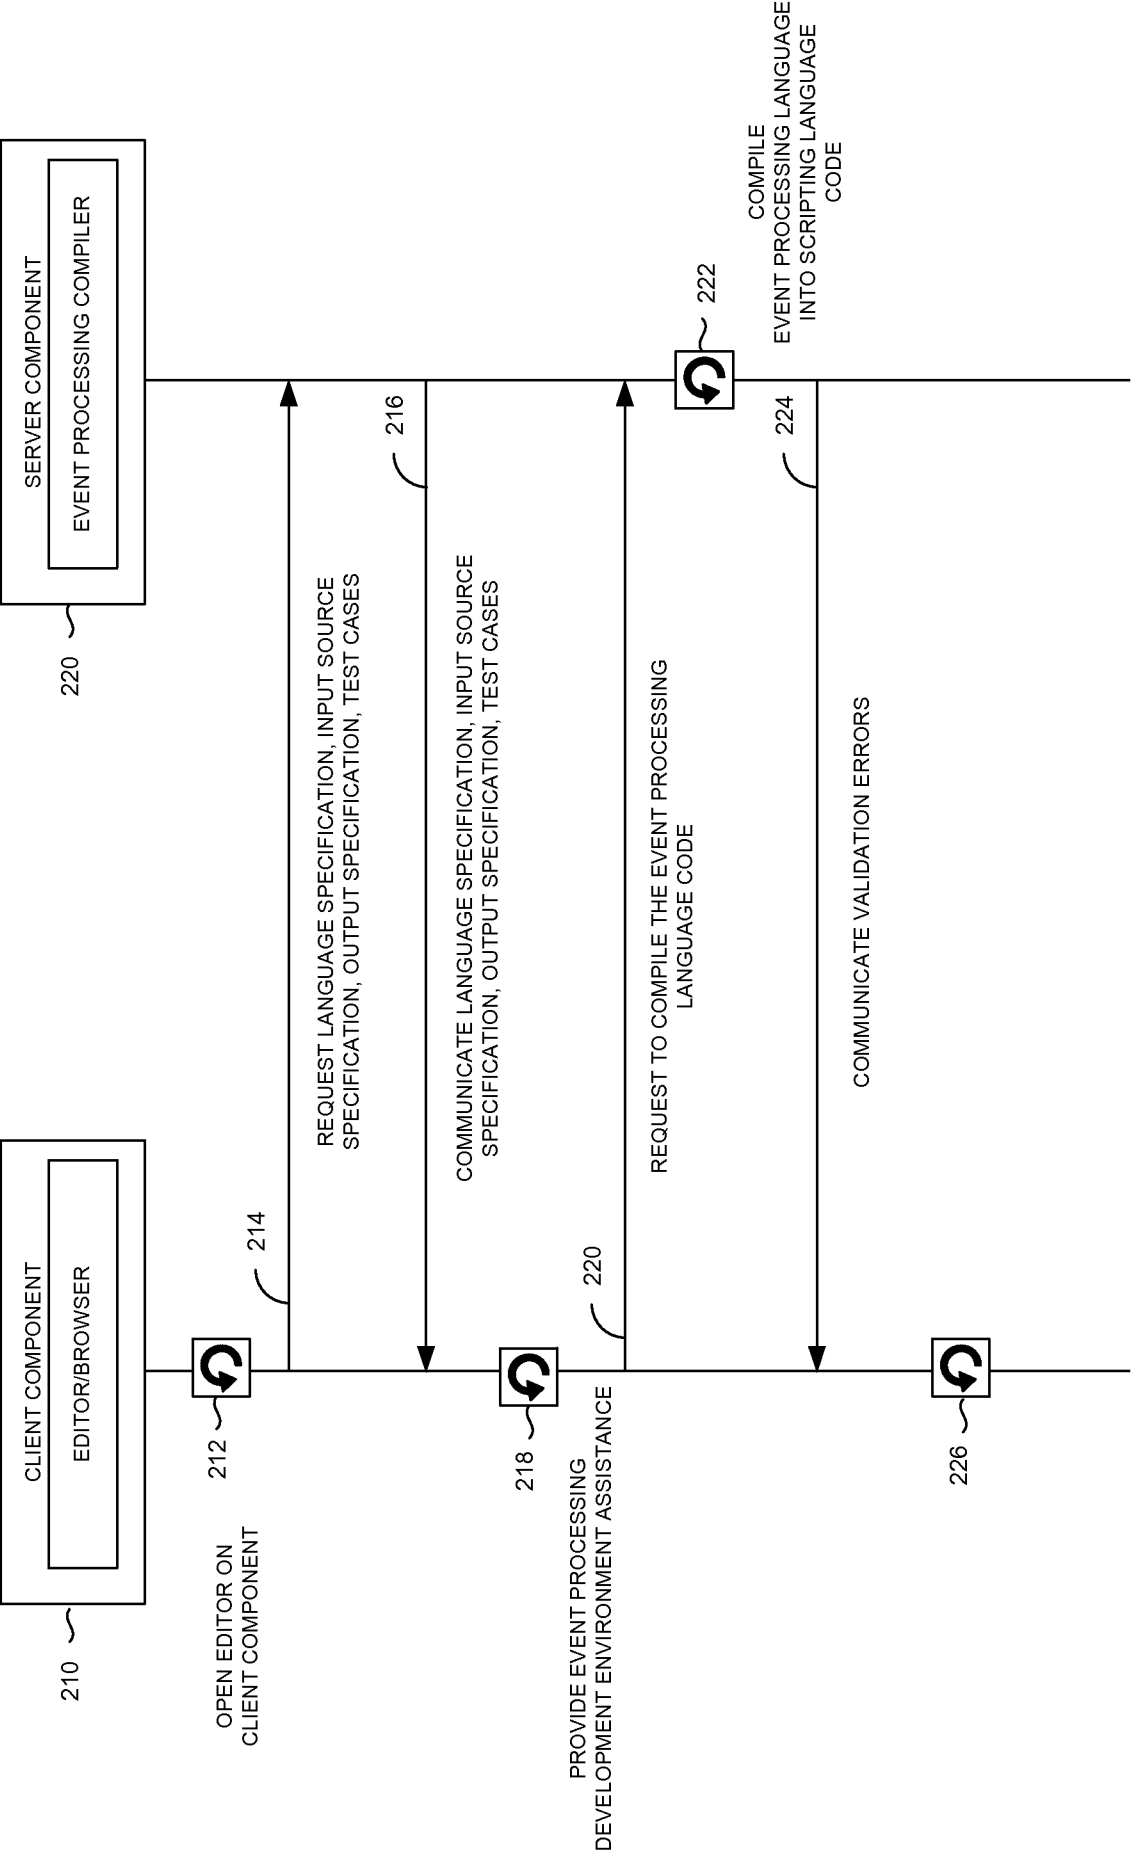 CLIENT COMPONENT
EDITOR/BROWSER
210
SERVER COMPONENT
EVENT PROCESSING COMPILER
220
OPEN EDITOR ON
CLIENT COMPONENT
212
214
REQUEST LANGUAGE SPECIFICATION, INPUT SOURCE
SPECIFICATION, OUTPUT SPECIFICATION, TEST CASES
216
COMMUNICATE LANGUAGE SPECIFICATION, INPUT SOURCE
SPECIFICATION, OUTPUT SPECIFICATION, TEST CASES
218
PROVIDE EVENT PROCESSING
DEVELOPMENT ENVIRONMENT ASSISTANCE
220
REQUEST TO COMPILE THE EVENT PROCESSING
LANGUAGE CODE
222
COMPILE
EVENT PROCESSING LANGUAGE
INTO SCRIPTING LANGUAGE
CODE
224
COMMUNICATE VALIDATION ERRORS
226